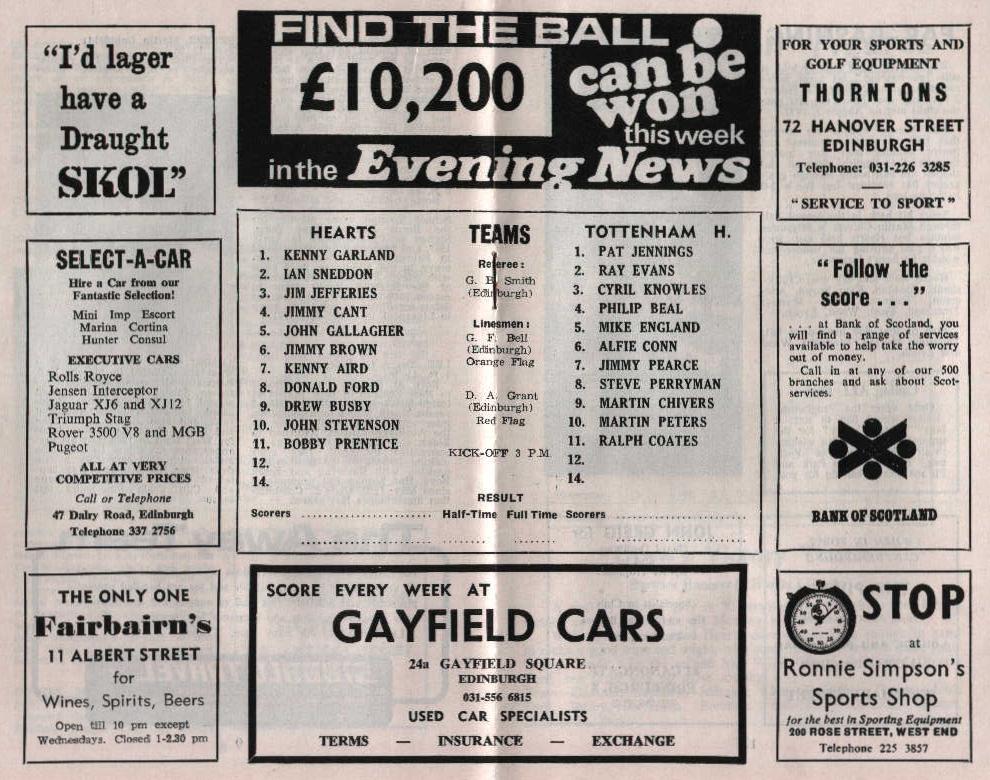 "I'd lager
have a
Draught
SKOL"
FIND THE BALL
£10,200
can be
won
this week
in the Evening News
FOR YOUR SPORTS AND
GOLF EQUIPMENT
THORNTONS
72 HANOVER STREET
EDINBURGH
Telephone: 031-226 3285
"SERVICE TO SPORT"
SELECT-A-CAR
Hire a Car from our
Fantastic Selection!
Mini Imp Escort
Marina Cortina
Hunter Consul
EXECUTIVE CARS
Rolls Royce
Jensen Interceptor
Jaguar XJ6 and XJ12
Triumph Stag
Rover 3500 V8 and MGB
Pugeot
ALL AT VERY
COMPETITIVE PRICES
Call or Telephone
47 Dalry Road, Edinburgh
Telephone 337 2756
HEARTS
1. KENNY GARLAND
2. IAN SNEDDON
3. JIM JEFFERIES
4. JIMMY CANT
5. JOHN GALLAGHER
6. JIMMY BROWN
7. KENNY AIRD
8. DONALD FORD
9. DREW BUSBY
10. JOHN STEVENSON
11. BOBBY PRENTICE
12.
14.
TEAMS
Referee:
G. B. Smith
(Edinburgh)
Linesmen:
G. F. Bell
(Edinburgh)
Orange Flag
D. A. Grant
(Edinburgh)
Red Flag
KICK-OFF 3 P.M.
TOTTENHAM H.
1. PAT JENNINGS
2. RAY EVANS
3. CYRIL KNOWLES
4. PHILIP BEAL
5. MIKE ENGLAND
6. ALFIE CONN
7. JIMMY PEARCE
8. STEVE PERRYMAN
9. MARTIN CHIVERS
10. MARTIN PETERS
11. RALPH COATES
12.
14.
RESULT
Scorers .................... Half-Time Full Time Scorers ....................
"Follow the
score . . ."
. . . at Bank of Scotland, you
will find a range of services
available to help take the worry
out of money.
Call in at any of our 500
branches and ask about Scot-
services.
BANK OF SCOTLAND
THE ONLY ONE
Fairbairn's
11 ALBERT STREET
for
Wines, Spirits, Beers
Open till 10 pm except
Wednesdays. Closed 1-2.30 pm
SCORE EVERY WEEK AT
GAYFIELD CARS
24a GAYFIELD SQUARE
EDINBURGH
031-556 6815
USED CAR SPECIALISTS
TERMS — INSURANCE — EXCHANGE
STOP
at
Ronnie Simpson's
Sports Shop
for the best in Sporting Equipment
200 ROSE STREET, WEST END
Telephone 225 3857